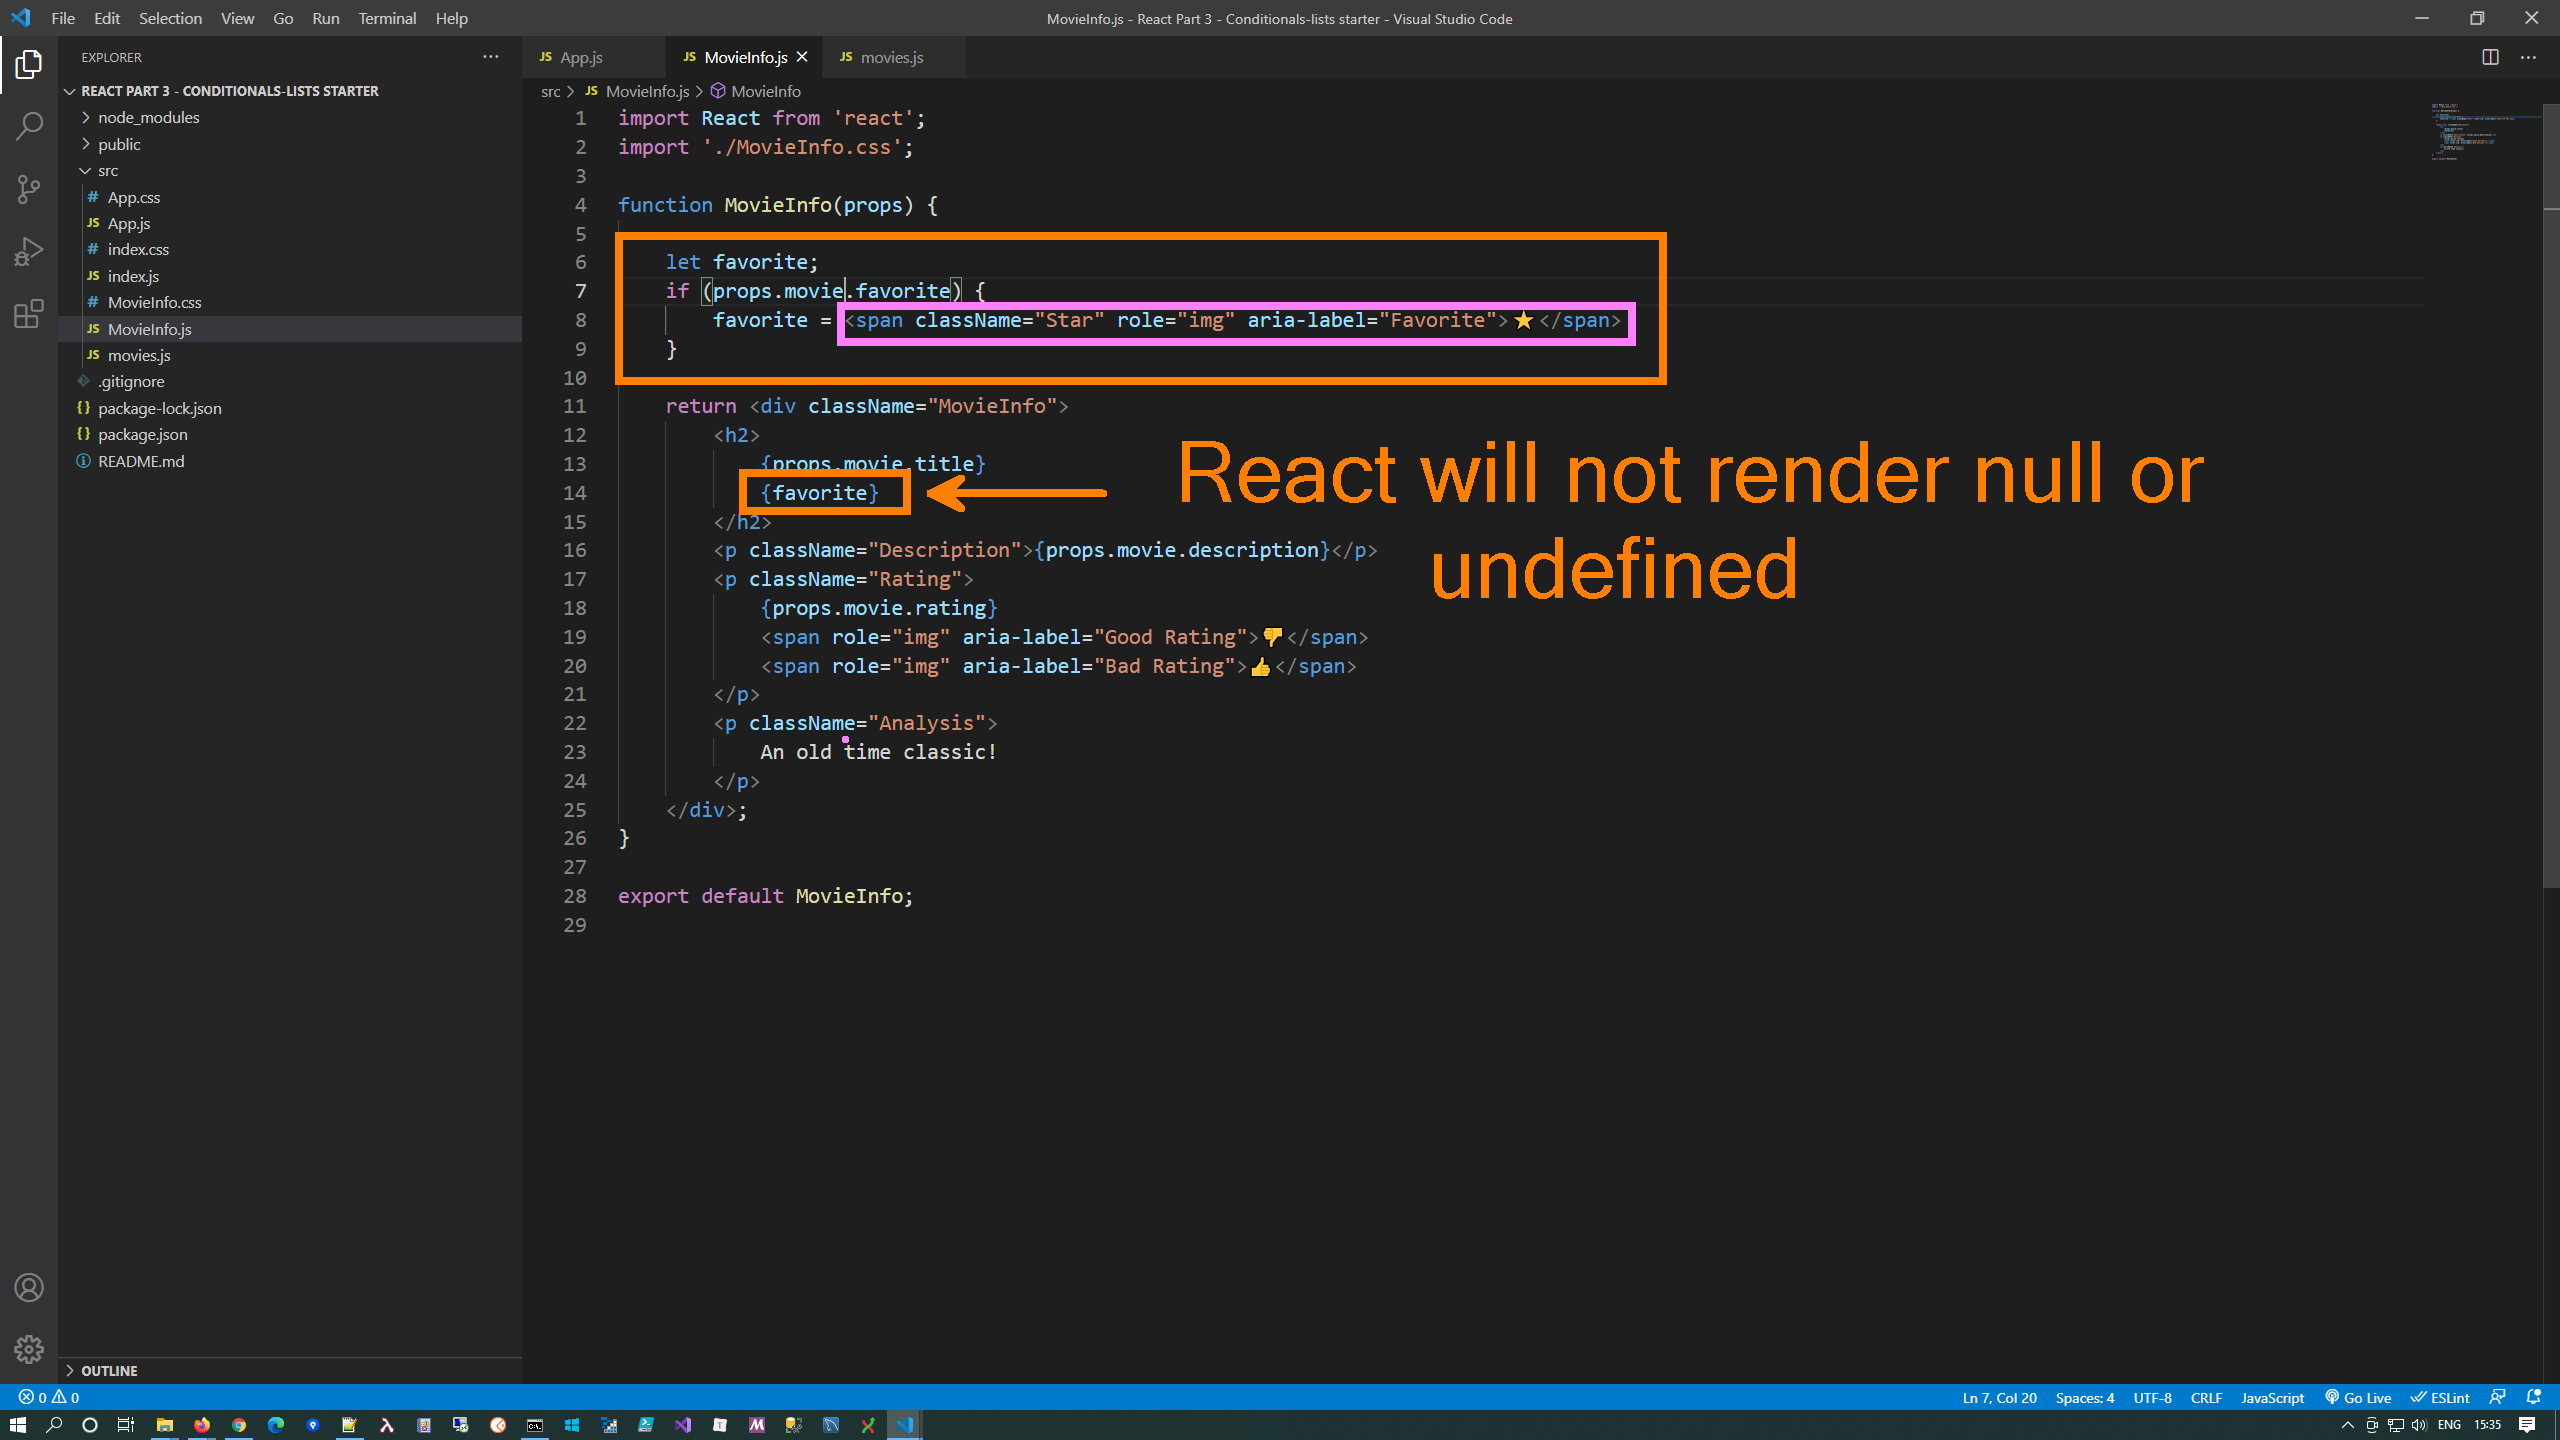 File Edit Selection View Go Run Terminal Help
MovieInfo.js - React Part 3 - Conditionals-lists starter - Visual Studio Code
EXPLORER
REACT PART 3 - CONDITIONALS-LISTS STARTER
node_modules
public
src
# App.css
JS App.js
# index.css
JS index.js
# MovieInfo.css
JS MovieInfo.js
JS movies.js
.gitignore
{} package-lock.json
{} package.json
README.md
OUTLINE
JS App.js JS MovieInfo.js JS movies.js
src > JS MovieInfo.js > MovieInfo
1 import React from 'react';
2 import './MovieInfo.css';
3
4 function MovieInfo(props) {
5
6 let favorite;
7 if (props.movie.favorite) {
8 favorite = <span className="Star" role="img" aria-label="Favorite">⭐</span>
9 }
10
11 return <div className="MovieInfo">
12 <h2>
13 {props.movie.title}
14 {favorite}
15 </h2>
16 <p className="Description">{props.movie.description}</p>
17 <p className="Rating">
18 {props.movie.rating}
19 <span role="img" aria-label="Good Rating">👎</span>
20 <span role="img" aria-label="Bad Rating">👍</span>
21 </p>
22 <p className="Analysis">
23 An old time classic!
24 </p>
25 </div>;
26 }
27
28 export default MovieInfo;
29
React will not render null or
undefined
0 0
Ln 7, Col 20 Spaces: 4 UTF-8 CRLF JavaScript Go Live ESLint
ENG 15:35